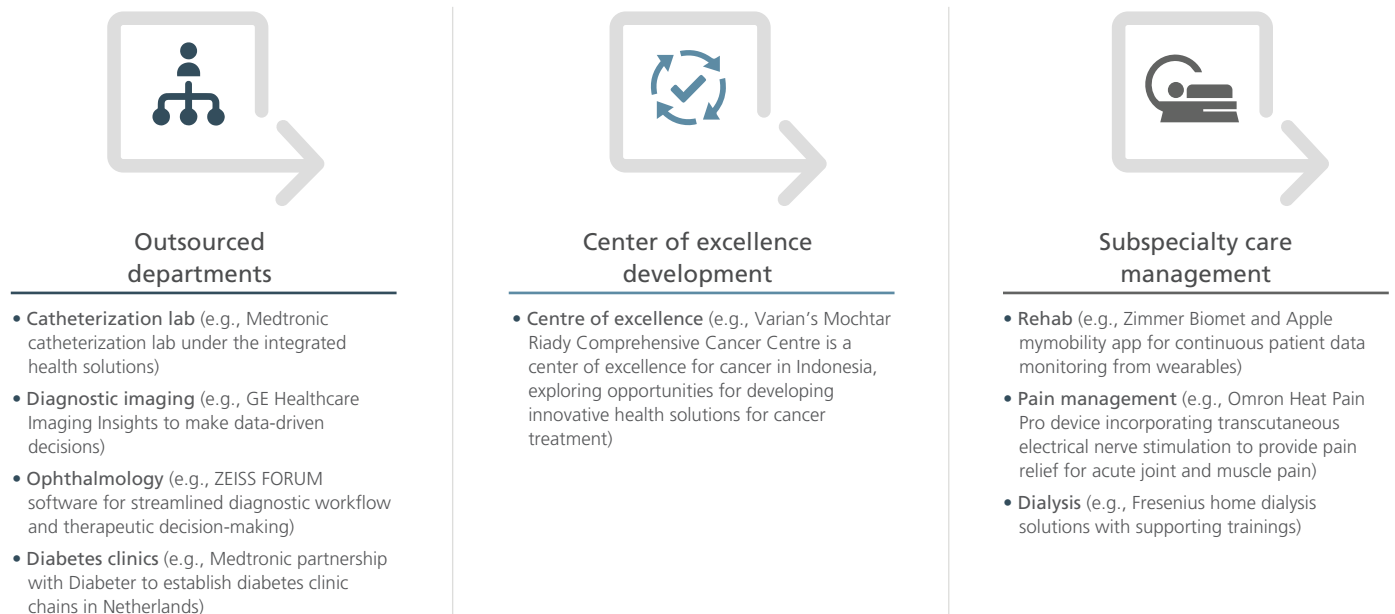 Outsourced
departments
• Catheterization lab (e.g., Medtronic
catheterization lab under the integrated
health solutions)
• Diagnostic imaging (e.g., GE Healthcare
Imaging Insights to make data-driven
decisions)
• Ophthalmology (e.g., ZEISS FORUM
software for streamlined diagnostic workflow
and therapeutic decision-making)
• Diabetes clinics (e.g., Medtronic partnership
with Diabeter to establish diabetes clinic
chains in Netherlands)
Center of excellence
development
• Centre of excellence (e.g., Varian’s Mochtar
Riady Comprehensive Cancer Centre is a
center of excellence for cancer in Indonesia,
exploring opportunities for developing
innovative health solutions for cancer
treatment)
Subspecialty care
management
• Rehab (e.g., Zimmer Biomet and Apple
mymobility app for continuous patient data
monitoring from wearables)
• Pain management (e.g., Omron Heat Pain
Pro device incorporating transcutaneous
electrical nerve stimulation to provide pain
relief for acute joint and muscle pain)
• Dialysis (e.g., Fresenius home dialysis
solutions with supporting trainings)